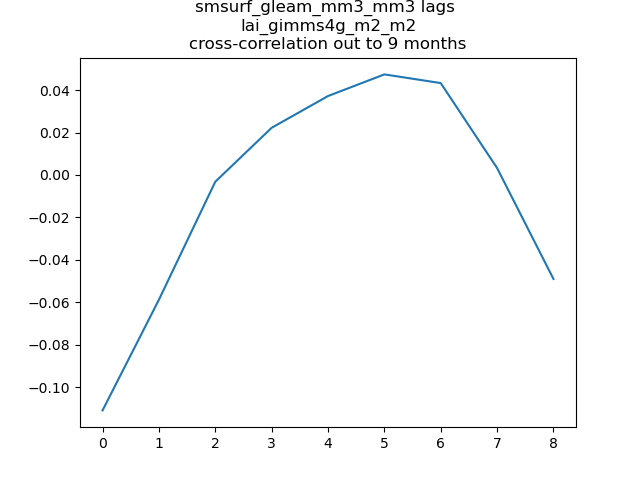 smsurf_gleam_mm3_mm3 lags
lai_gimms4g_m2_m2
cross-correlation out to 9 months
0.04
0.02
0.00
−0.02
−0.04
−0.06
−0.08
−0.10
0 1 2 3 4 5 6 7 8